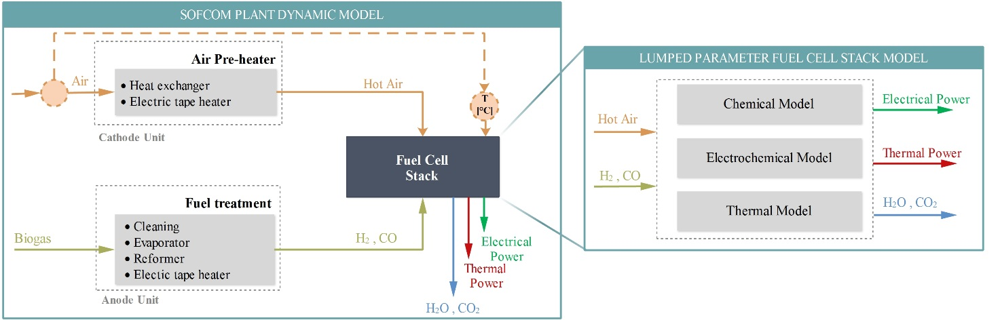 SOFCOM PLANT DYNAMIC MODEL
Air
Air Pre-heater
• Heat exchanger
• Electric tape heater
Cathode Unit
Hot Air
T
[°C]
Fuel Cell
Stack
Biogas
Fuel treatment
• Cleaning
• Evaporator
• Reformer
• Electic tape heater
Anode Unit
H₂ , CO
Electrical
Power
Thermal
Power
H₂O , CO₂
LUMPED PARAMETER FUEL CELL STACK MODEL
Hot Air
H₂ , CO
Chemical Model
Electrochemical Model
Thermal Model
Electrical Power
Thermal Power
H₂O , CO₂